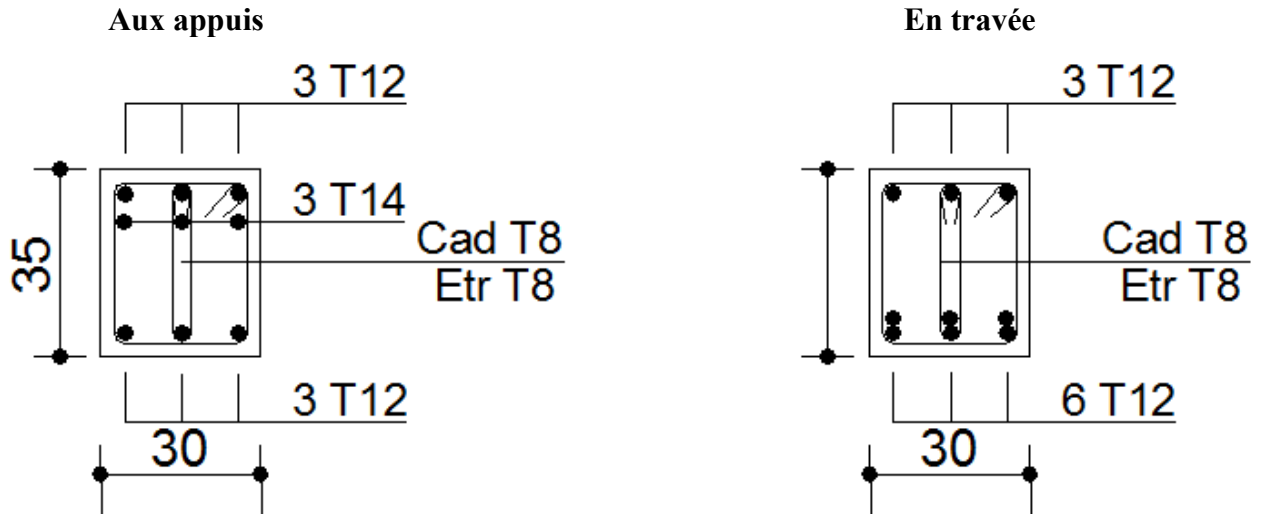 Aux appuis
3 T12
3 T14
Cad T8
Etr T8
35
3 T12
30
En travée
3 T12
Cad T8
Etr T8
6 T12
30